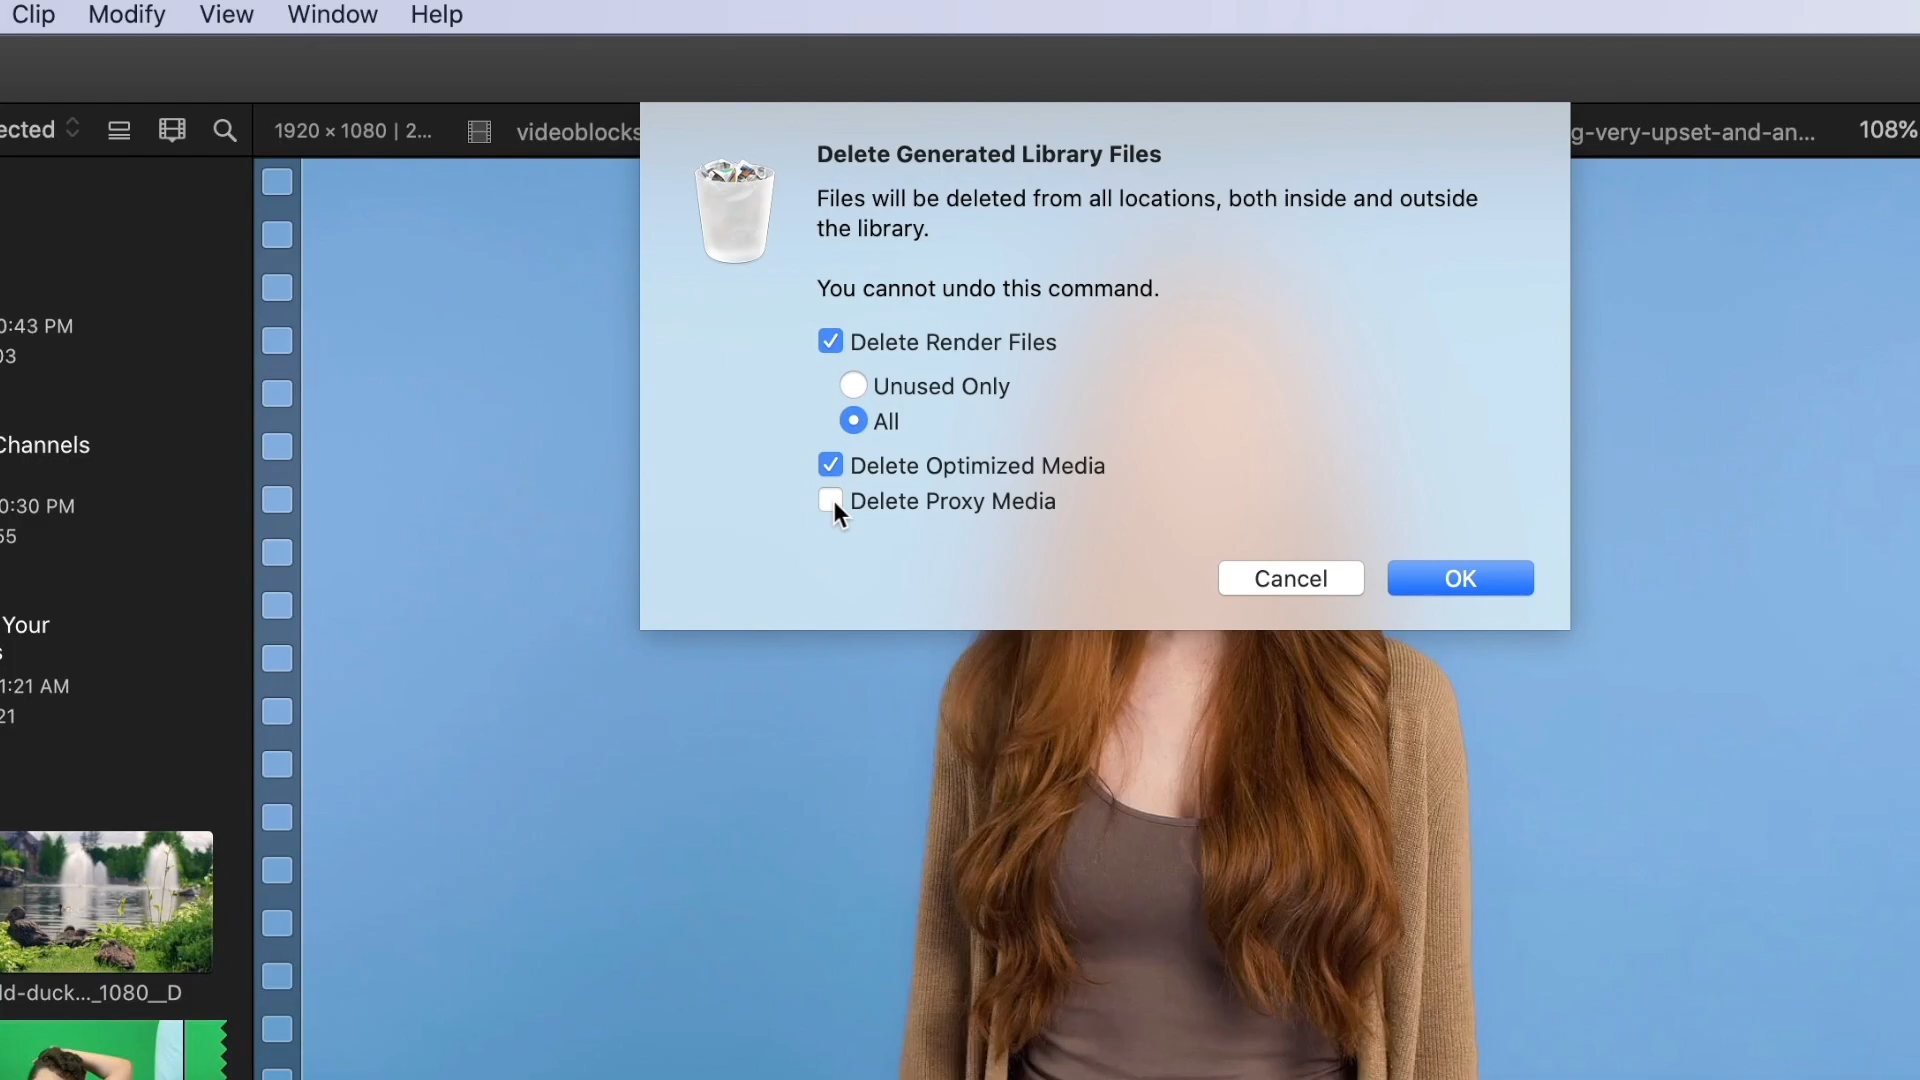 Clip Modify View Window Help
ected 1920 × 1080 | 2... videoblocks g-very-upset-and-an... 108%
Delete Generated Library Files
Files will be deleted from all locations, both inside and outside
the library.
You cannot undo this command.
Delete Render Files
Unused Only
All
Delete Optimized Media
Delete Proxy Media
Cancel OK
0:43 PM
03
Channels
0:30 PM
55
Your
s
1:21 AM
21
ld-duck..._1080__D